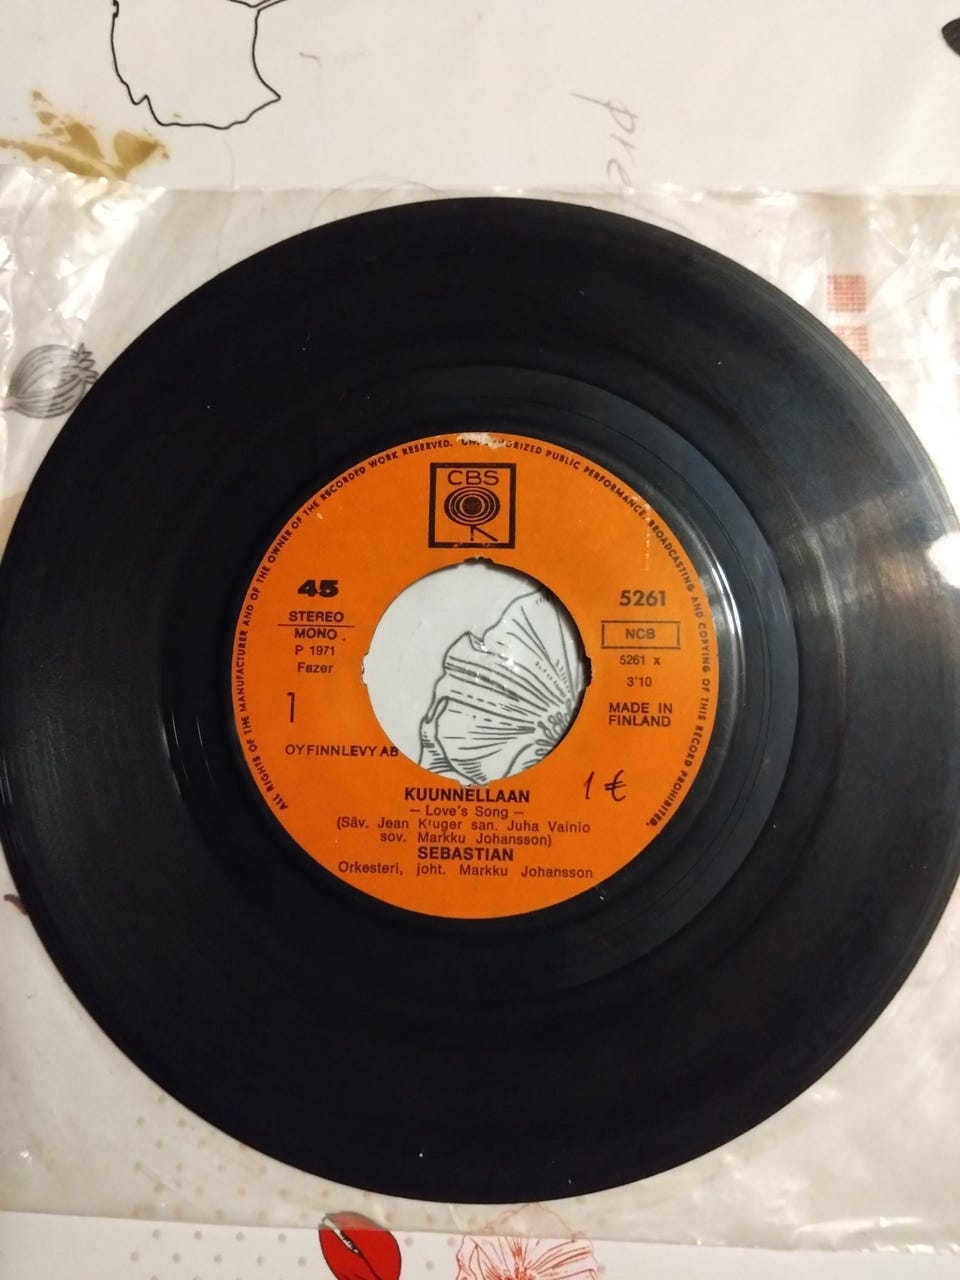 pre
ALL RIGHTS OF THE MANUFACTURER AND OF THE OWNER OF THE RECORDED WORK RESERVED. UNAUTHORIZED PUBLIC PERFORMANCE, BROADCASTING AND COPYING OF THIS RECORD PROHIBITED.
CBS
45
STEREO
MONO
P 1971
Fazer
1
OY FINNLEVY AB
5261
NCB
5261 x
3'10
MADE IN
FINLAND
1 €
KUUNNELLAAN
— Love's Song —
(Säv. Jean Kluger san. Juha Vainio
sov. Markku Johansson)
SEBASTIAN
Orkesteri, joht. Markku Johansson